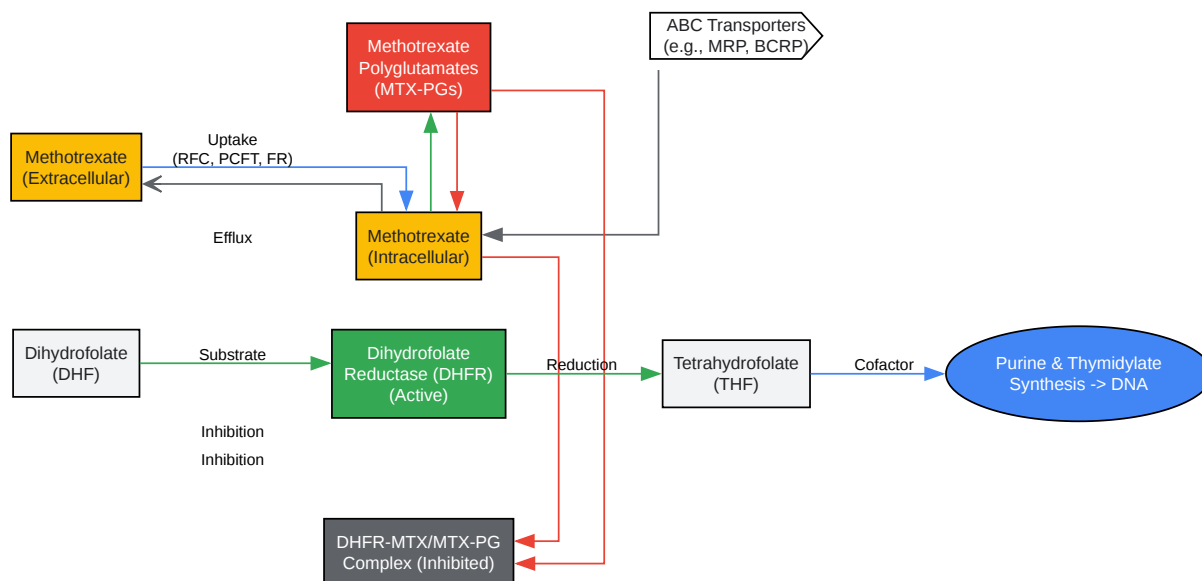 ABC Transporters
(e.g., MRP, BCRP)
Methotrexate
Polyglutamates
(MTX-PGs)
Uptake
(RFC, PCFT, FR)
Methotrexate
(Extracellular)
Efflux
Methotrexate
(Intracellular)
Dihydrofolate
(DHF)
Substrate
Dihydrofolate
Reductase (DHFR)
(Active)
Reduction
Tetrahydrofolate
(THF)
Cofactor
Purine & Thymidylate
Synthesis -> DNA
Inhibition
Inhibition
DHFR-MTX/MTX-PG
Complex (Inhibited)